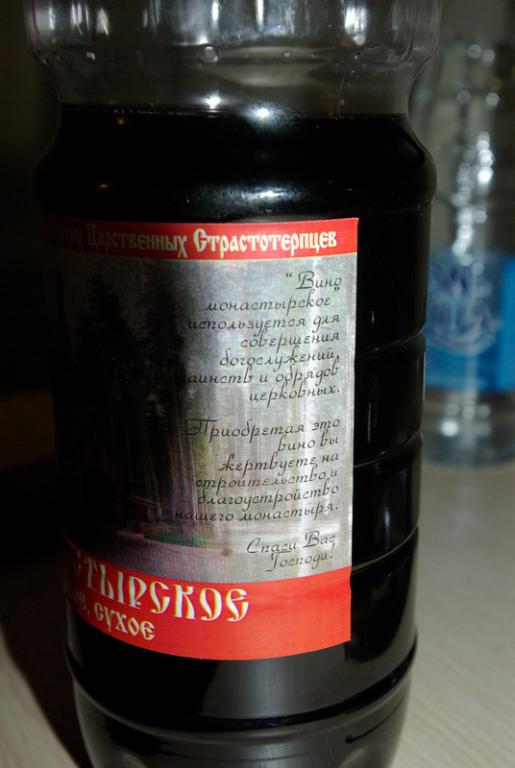 Царственных Страстотерпцев
"Вино
монастырское"
используется для
совершения
богослужений,
таинств и обрядов
церковных.
Приобретая это
вино вы
жертвуете на
строительство и
благоустройство
нашего монастыря.
Спаси Вас
Господи!
стырское
сухое